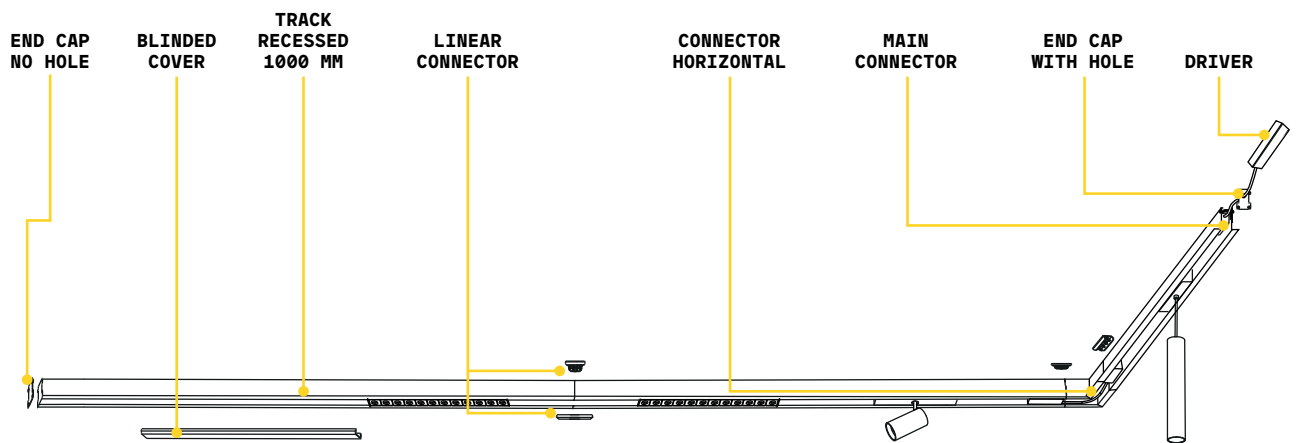 END CAP
NO HOLE
BLINDED
COVER
TRACK
RECESSED
1000 MM
LINEAR
CONNECTOR
CONNECTOR
HORIZONTAL
MAIN
CONNECTOR
END CAP
WITH HOLE
DRIVER